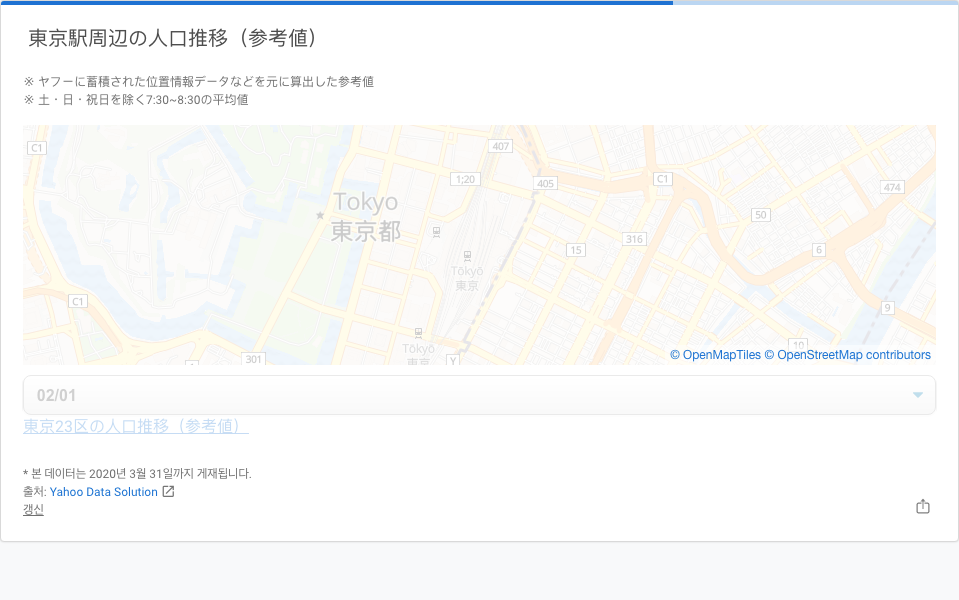 東京駅周辺の人口推移（参考値）
※ ヤフーに蓄積された位置情報データなどを元に算出した参考値
※ 土・日・祝日を除く7:30~8:30の平均値
C1
407
1;20
405
C1
474
Tokyo
東京都
50
316
15
6
Tōkyō
東京
C1
9
Tōkyō
東京
301
1
Y
10
© OpenMapTiles © OpenStreetMap contributors
02/01
東京23区の人口推移（参考値）
* 본 데이터는 2020년 3월 31일까지 게재됩니다.
출처: Yahoo Data Solution
갱신